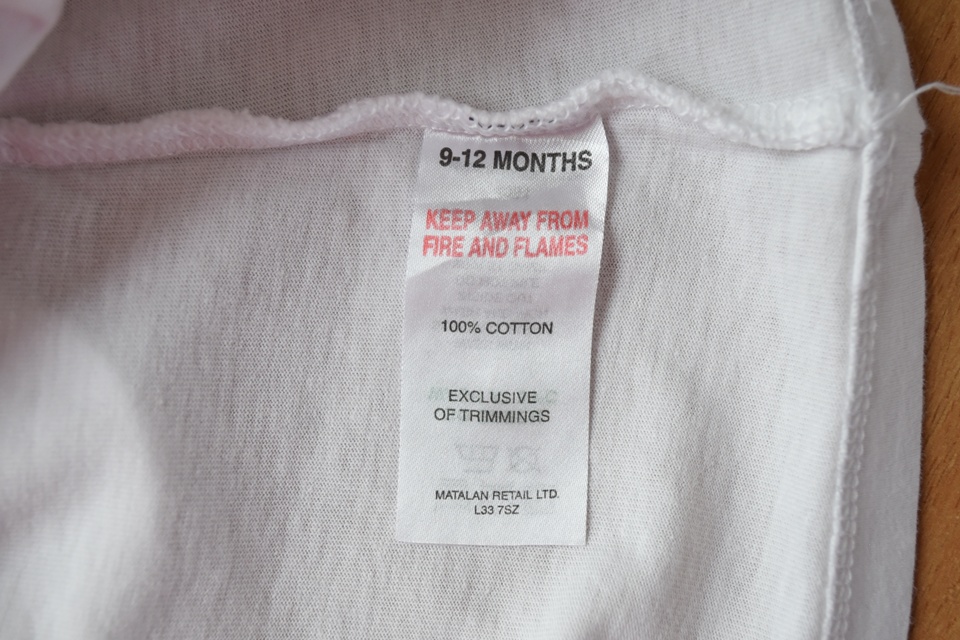 9-12 MONTHS
KEEP AWAY FROM
FIRE AND FLAMES
100% COTTON
EXCLUSIVE
OF TRIMMINGS
MATALAN RETAIL LTD.
L33 7SZ